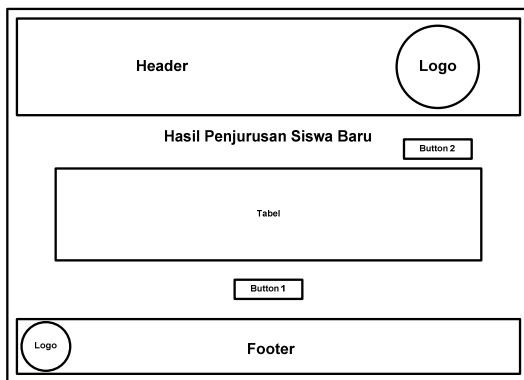 Header
Logo
Hasil Penjurusan Siswa Baru
Button 2
Tabel
Button 1
Logo
Footer